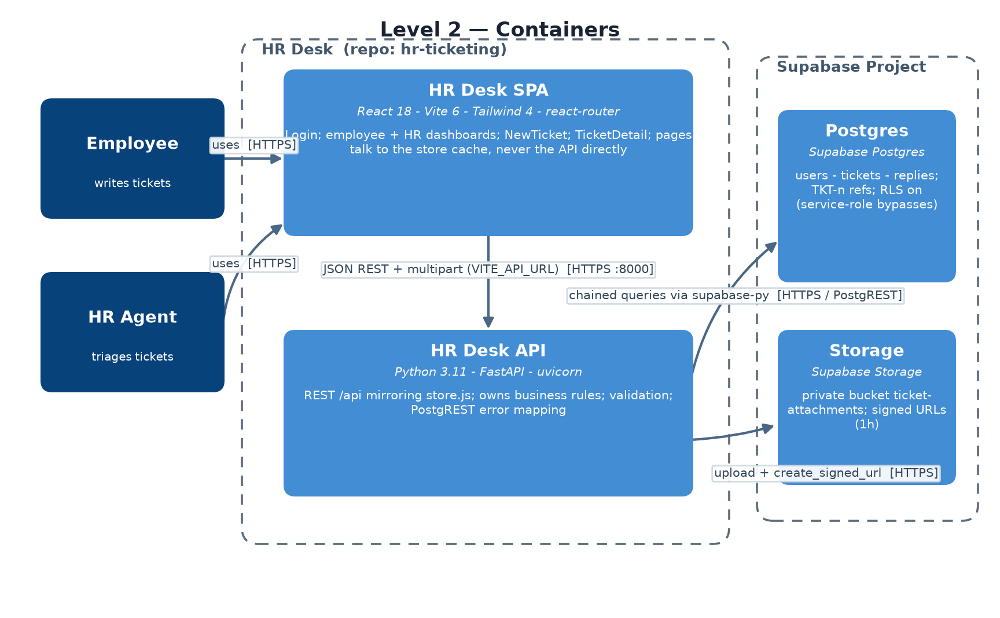 Level 2 — Containers
HR Desk  (repo: hr-ticketing)
Supabase Project
Employee
writes tickets
uses  [HTTPS]
HR Agent
triages tickets
uses  [HTTPS]
HR Desk SPA
React 18 - Vite 6 - Tailwind 4 - react-router
Login; employee + HR dashboards; NewTicket; TicketDetail; pages
talk to the store cache, never the API directly
JSON REST + multipart (VITE_API_URL)  [HTTPS :8000]
HR Desk API
Python 3.11 - FastAPI - uvicorn
REST /api mirroring store.js; owns business rules; validation;
PostgREST error mapping
chained queries via supabase-py  [HTTPS / PostgREST]
Postgres
Supabase Postgres
users - tickets - replies;
TKT-n refs; RLS on
(service-role bypasses)
Storage
Supabase Storage
private bucket ticket-
attachments; signed URLs
(1h)
upload + create_signed_url  [HTTPS]